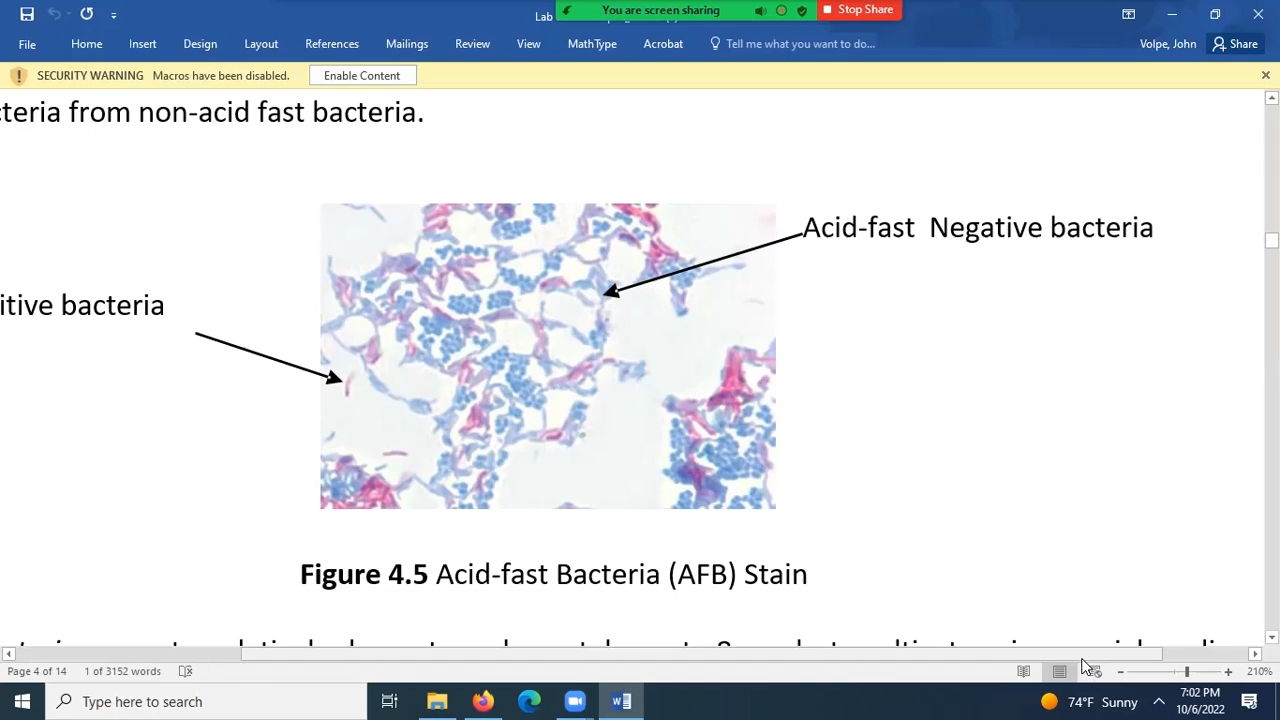 Lab
You are screen sharing
Stop Share
File Home Insert Design Layout References Mailings Review View MathType Acrobat Tell me what you want to do... Volpe, John Share
SECURITY WARNING Macros have been disabled. Enable Content
cteria from non-acid fast bacteria.
Acid-fast Negative bacteria
itive bacteria
Figure 4.5 Acid-fast Bacteria (AFB) Stain
Page 4 of 14 1 of 3152 words 210%
Type here to search 74°F Sunny 7:02 PM
10/6/2022